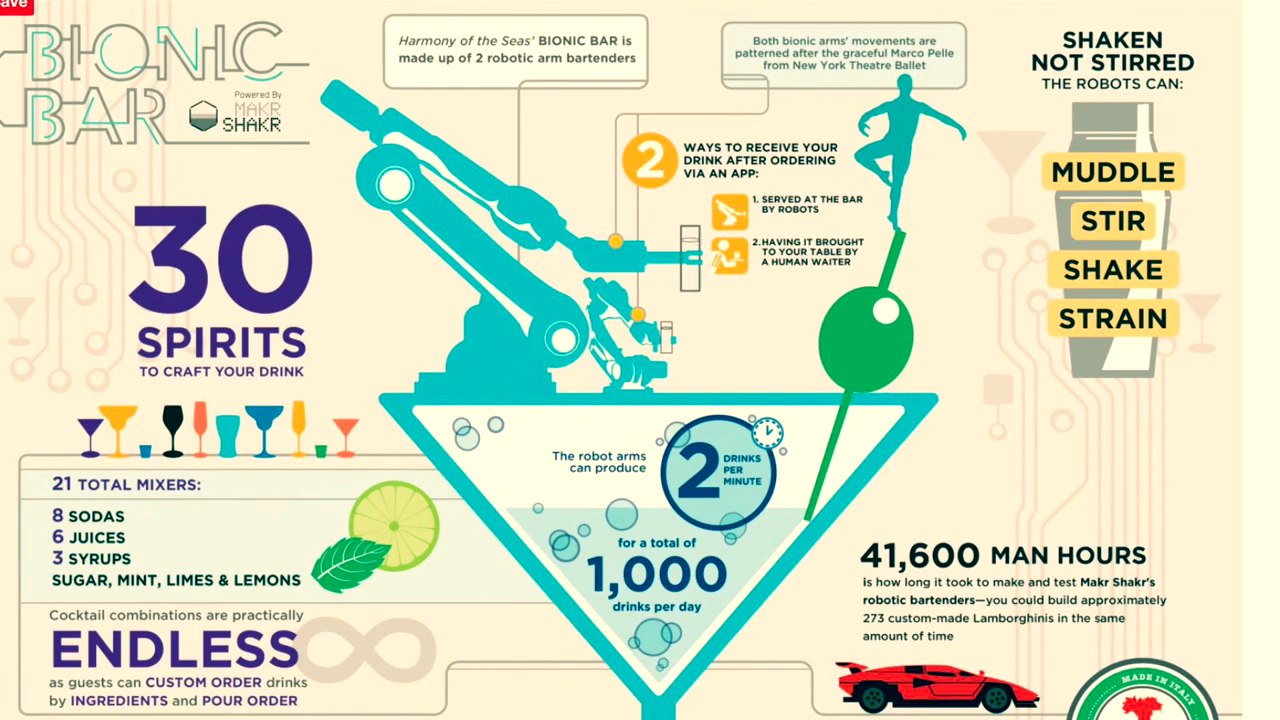 ave
BIONIC
BAR
Powered By
MAKR
SHAKR
Harmony of the Seas' BIONIC BAR is
made up of 2 robotic arm bartenders
Both bionic arms' movements are
patterned after the graceful Marco Pelle
from New York Theatre Ballet
SHAKEN
NOT STIRRED
THE ROBOTS CAN:
MUDDLE
STIR
SHAKE
STRAIN
2
WAYS TO RECEIVE YOUR
DRINK AFTER ORDERING
VIA AN APP:
1. SERVED AT THE BAR
BY ROBOTS
2. HAVING IT BROUGHT
TO YOUR TABLE BY
A HUMAN WAITER
30
SPIRITS
TO CRAFT YOUR DRINK
21 TOTAL MIXERS:
8 SODAS
6 JUICES
3 SYRUPS
SUGAR, MINT, LIMES & LEMONS
Cocktail combinations are practically
ENDLESS
as guests can CUSTOM ORDER drinks
by INGREDIENTS and POUR ORDER
The robot arms
can produce
2
DRINKS
PER
MINUTE
for a total of
1,000
drinks per day
41,600 MAN HOURS
is how long it took to make and test Makr Shakr's
robotic bartenders—you could build approximately
273 custom-made Lamborghinis in the same
amount of time
MADE IN ITALY